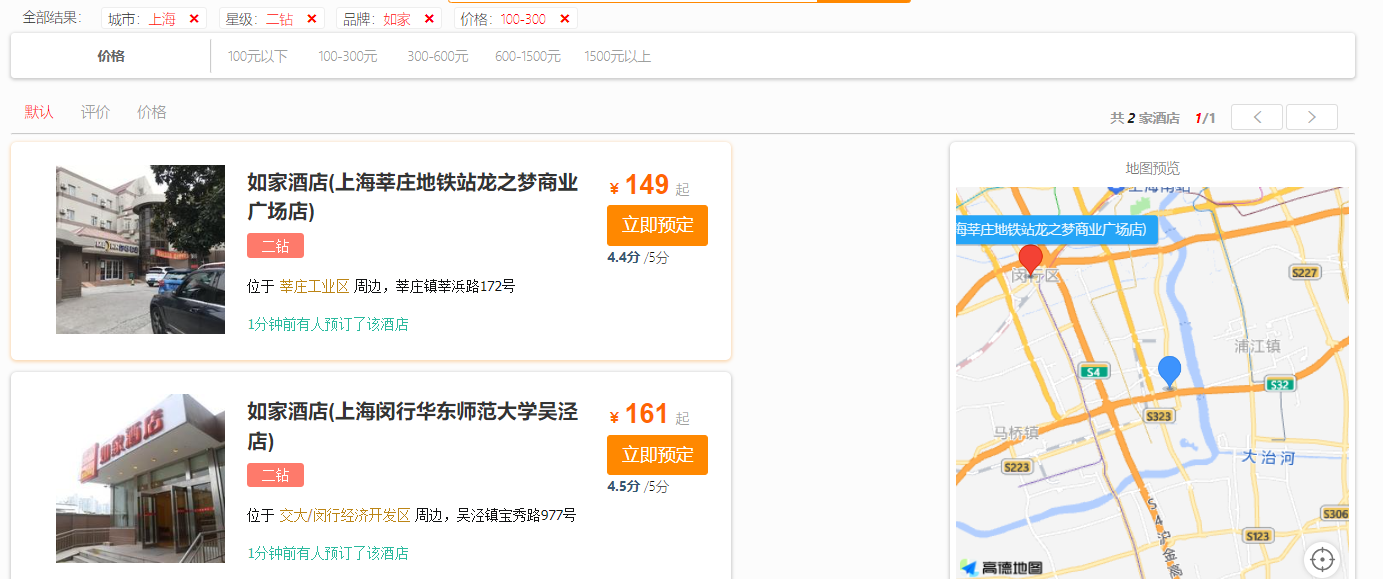 全部结果：
城市：上海 ×
星级：二钻 ×
品牌：如家 ×
价格：100-300 ×
价格
100元以下
100-300元
300-600元
600-1500元
1500元以上
默认
评价
价格
共 2 家酒店 1/1
如家酒店(上海莘庄地铁站龙之梦商业
广场店)
二钻
位于 莘庄工业区 周边，莘庄镇莘浜路172号
1分钟前有人预订了该酒店
¥ 149 起
立即预定
4.4分 /5分
如家酒店(上海闵行华东师范大学吴泾
店)
二钻
位于 交大/闵行经济开发区 周边，吴泾镇宝秀路977号
1分钟前有人预订了该酒店
¥ 161 起
立即预定
4.5分 /5分
如家酒店
地图预览
上海南站
海莘庄地铁站龙之梦商业广场店)
闵行区
S227
浦江镇
S4
S32
S323
马桥镇
S223
大治河
S306
S123
高德地图